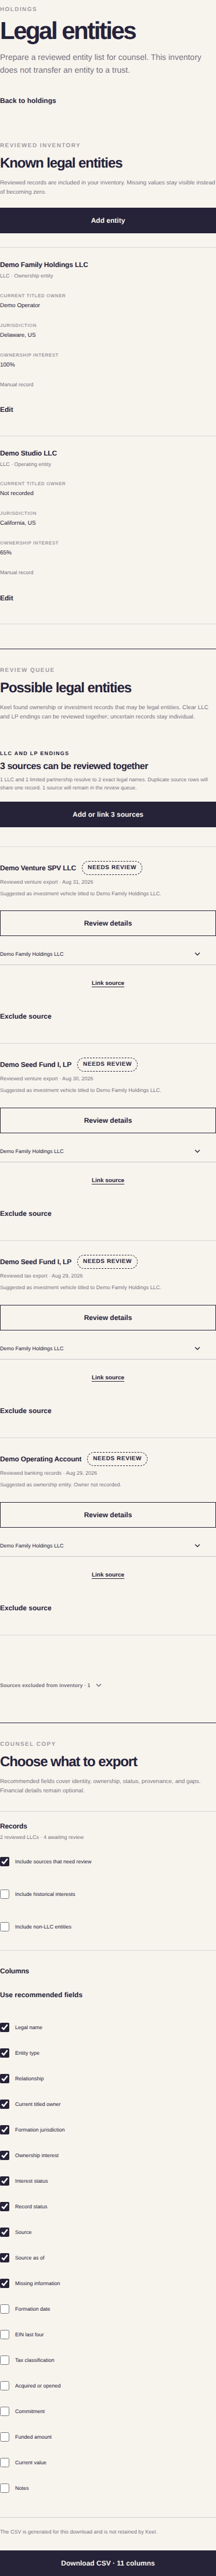 HOLDINGS
Legal entities
Prepare a reviewed entity list for counsel. This inventory
does not transfer an entity to a trust.
Back to holdings
REVIEWED INVENTORY
Known legal entities
Reviewed records are included in your inventory. Missing values stay visible instead
of becoming zero.
Add entity
Demo Family Holdings LLC
LLC · Ownership entity
CURRENT TITLED OWNER
Demo Operator
JURISDICTION
Delaware, US
OWNERSHIP INTEREST
100%
Manual record
Edit
Demo Studio LLC
LLC · Operating entity
CURRENT TITLED OWNER
Not recorded
JURISDICTION
California, US
OWNERSHIP INTEREST
65%
Manual record
Edit
REVIEW QUEUE
Possible legal entities
Keel found ownership or investment records that may be legal entities. Clear LLC
and LP endings can be reviewed together; uncertain records stay individual.
LLC AND LP ENDINGS
3 sources can be reviewed together
1 LLC and 1 limited partnership resolve to 2 exact legal names. Duplicate source rows will
share one record. 1 source will remain in the review queue.
Add or link 3 sources
Demo Venture SPV LLC NEEDS REVIEW
Reviewed venture export · Aug 31, 2026
Suggested as investment vehicle titled to Demo Family Holdings LLC.
Review details
Demo Family Holdings LLC
Link source
Exclude source
Demo Seed Fund I, LP NEEDS REVIEW
Reviewed venture export · Aug 30, 2026
Suggested as investment vehicle titled to Demo Family Holdings LLC.
Review details
Demo Family Holdings LLC
Link source
Exclude source
Demo Seed Fund I, LP NEEDS REVIEW
Reviewed tax export · Aug 29, 2026
Suggested as investment vehicle titled to Demo Family Holdings LLC.
Review details
Demo Family Holdings LLC
Link source
Exclude source
Demo Operating Account NEEDS REVIEW
Reviewed banking records · Aug 29, 2026
Suggested as ownership entity. Owner not recorded.
Review details
Demo Family Holdings LLC
Link source
Exclude source
Sources excluded from inventory · 1
COUNSEL COPY
Choose what to export
Recommended fields cover identity, ownership, status, provenance, and gaps.
Financial details remain optional.
Records
2 reviewed LLCs · 4 awaiting review
Include sources that need review
Include historical interests
Include non-LLC entities
Columns
Use recommended fields
Legal name
Entity type
Relationship
Current titled owner
Formation jurisdiction
Ownership interest
Interest status
Record status
Source
Source as of
Missing information
Formation date
EIN last four
Tax classification
Acquired or opened
Commitment
Funded amount
Current value
Notes
The CSV is generated for this download and is not retained by Keel.
Download CSV · 11 columns